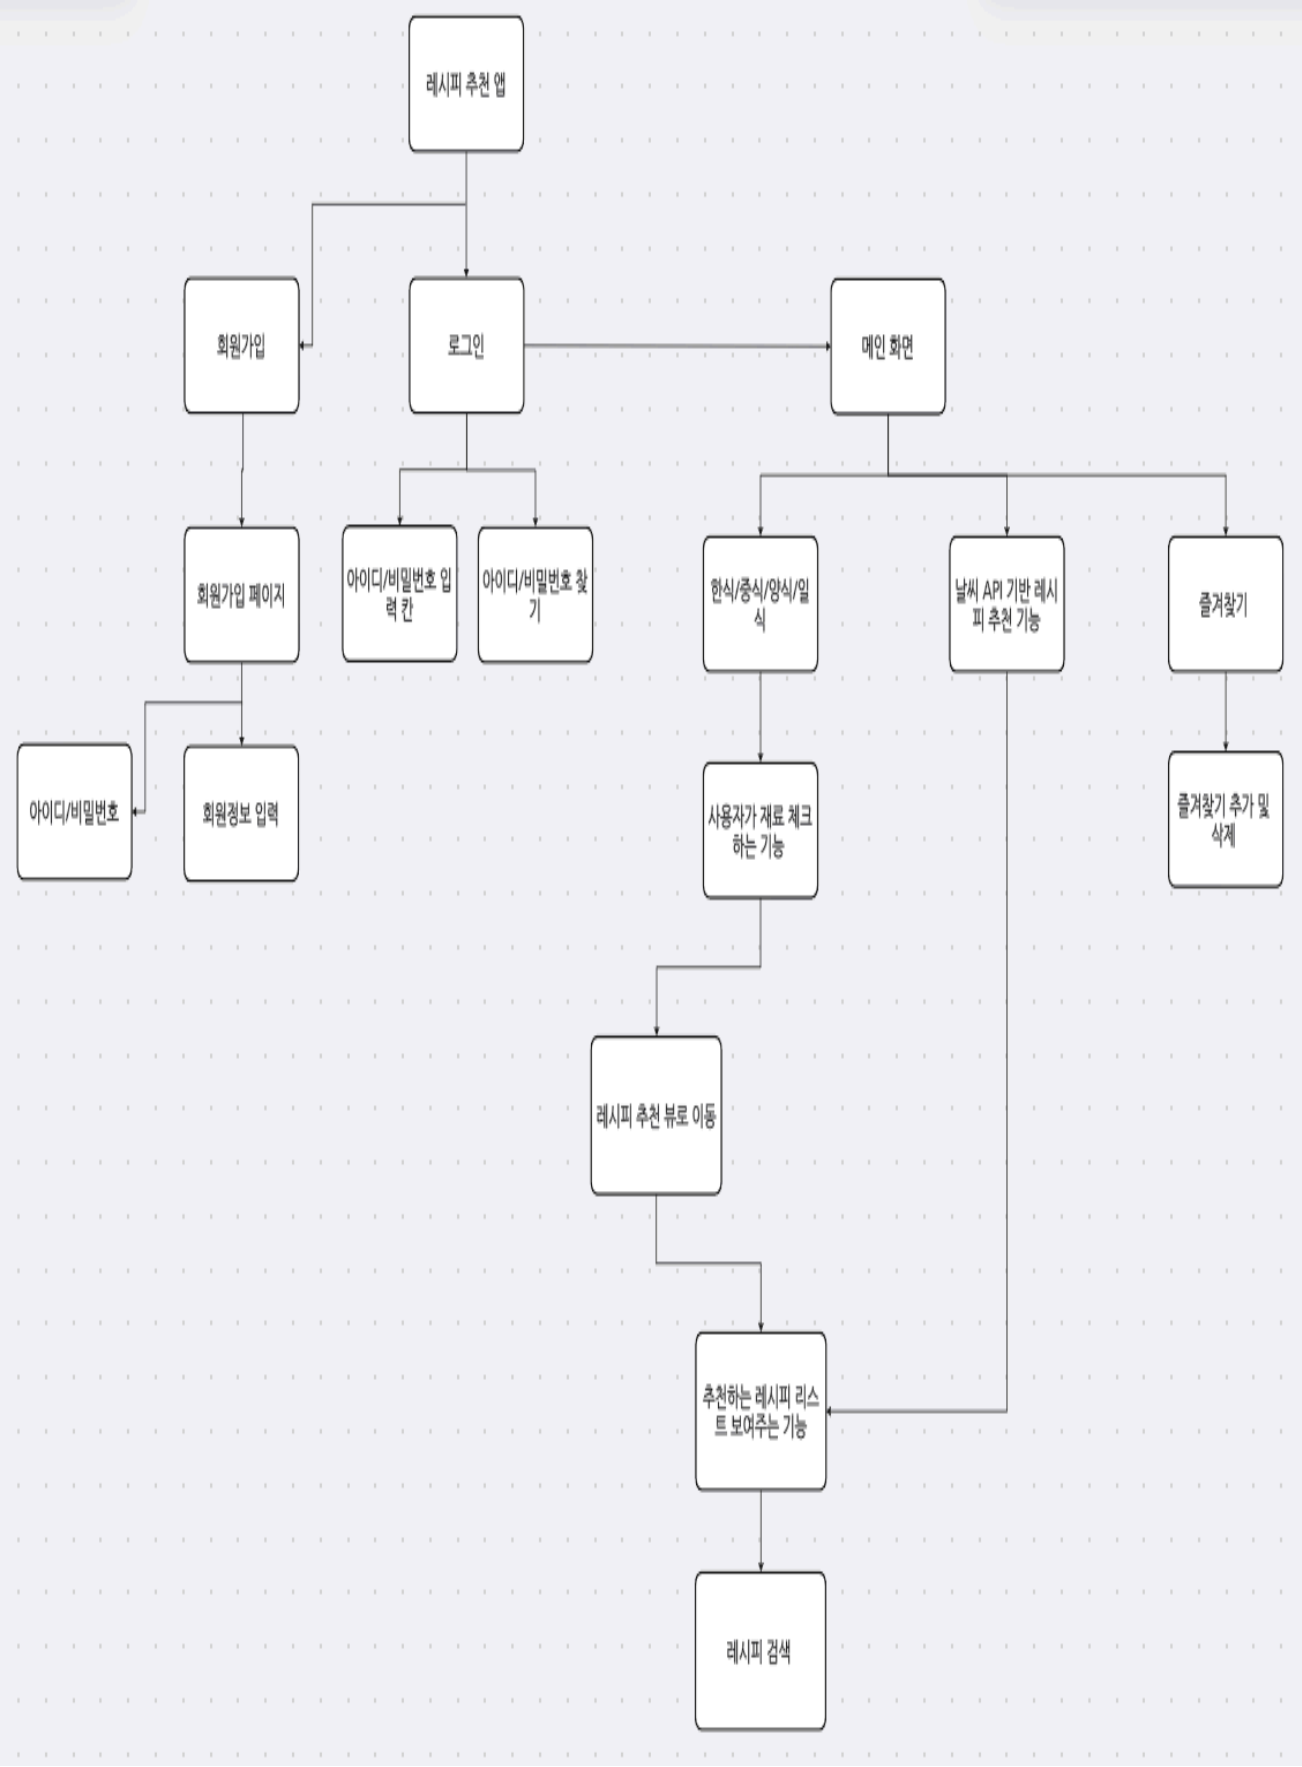 레시피 추천 앱
회원가입
로그인
메인 화면
회원가입 페이지
아이디/비밀번호 입
력 칸
아이디/비밀번호 찾
기
한식/중식/양식/일
식
날씨 API 기반 레시
피 추천 기능
즐겨찾기
아이디/비밀번호
회원정보 입력
사용자가 재료 체크
하는 기능
즐겨찾기 추가 및
삭제
레시피 추천 뷰로 이동
추천하는 레시피 리스
트 보여주는 기능
레시피 검색